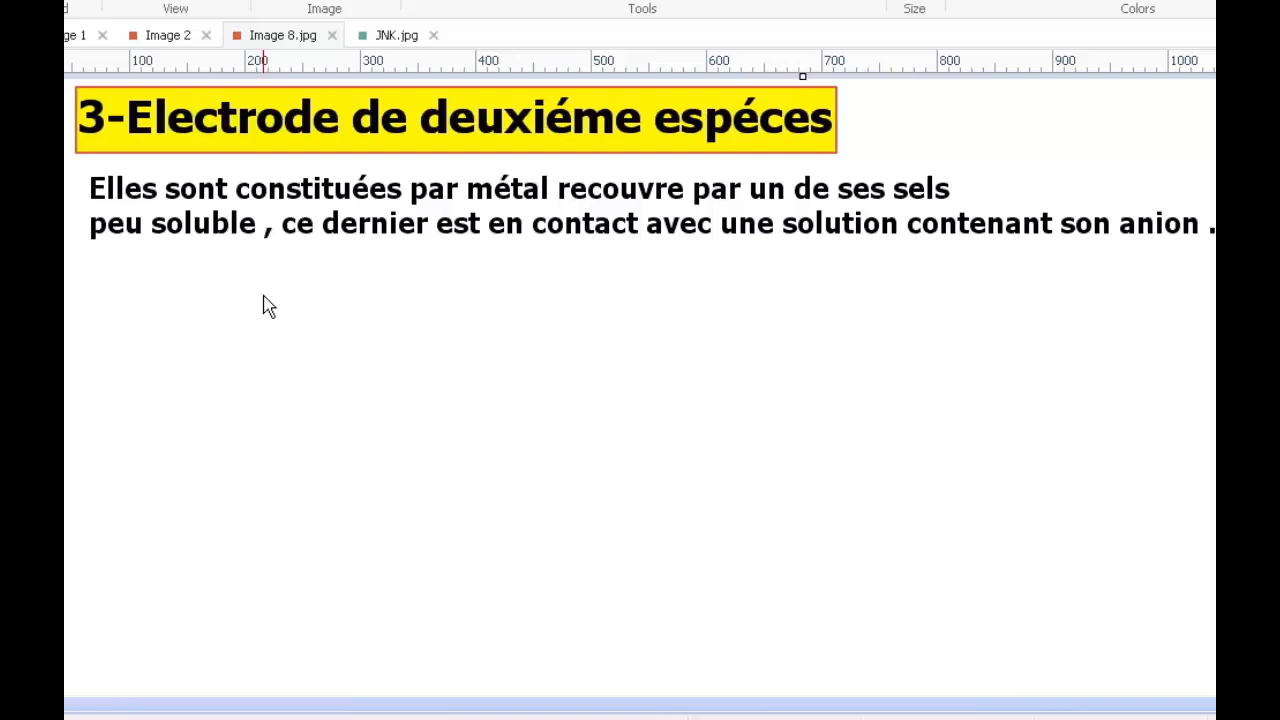 View Image Tools Size Colors
ge 1 Image 2 Image 8.jpg JNK.jpg
100 200 300 400 500 600 700 800 900 1000
3-Electrode de deuxiéme espéces
Elles sont constituées par métal recouvre par un de ses sels
peu soluble , ce dernier est en contact avec une solution contenant son anion .